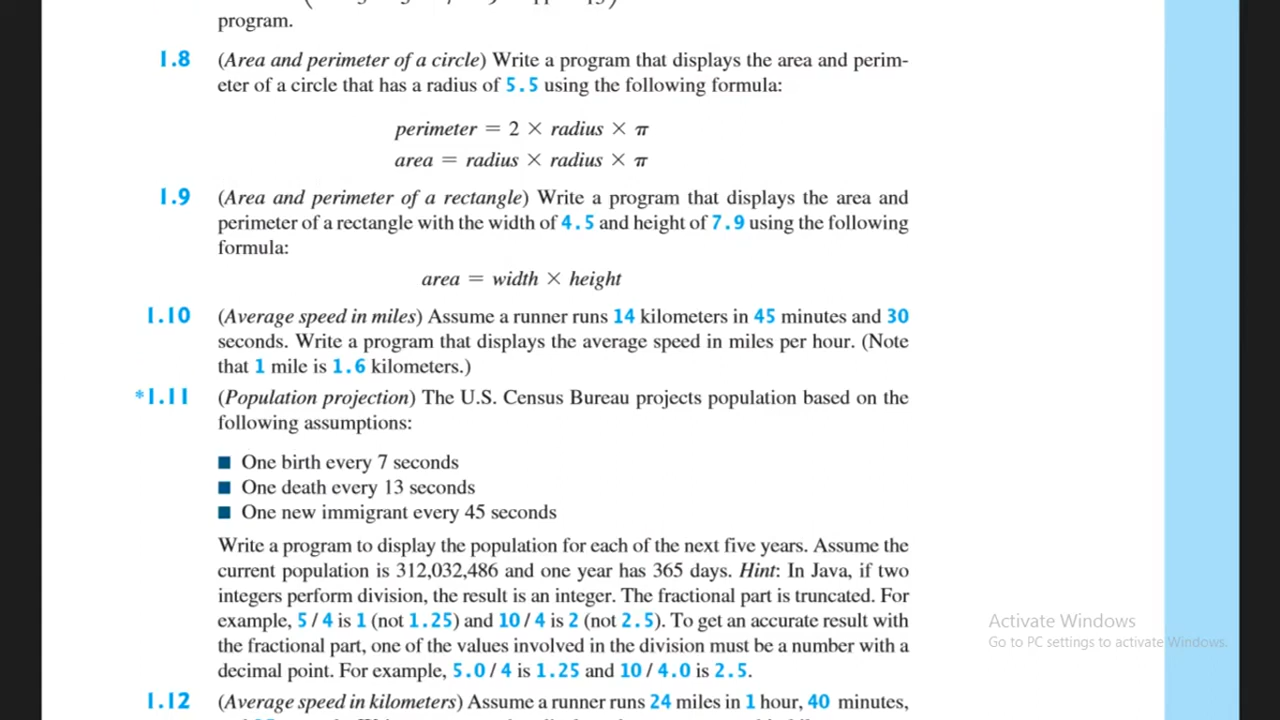 program.
1.8 (Area and perimeter of a circle) Write a program that displays the area and perim-
eter of a circle that has a radius of 5.5 using the following formula:
perimeter = 2 × radius × π
area = radius × radius × π
1.9 (Area and perimeter of a rectangle) Write a program that displays the area and
perimeter of a rectangle with the width of 4.5 and height of 7.9 using the following
formula:
area = width × height
1.10 (Average speed in miles) Assume a runner runs 14 kilometers in 45 minutes and 30
seconds. Write a program that displays the average speed in miles per hour. (Note
that 1 mile is 1.6 kilometers.)
*1.11 (Population projection) The U.S. Census Bureau projects population based on the
following assumptions:
■ One birth every 7 seconds
■ One death every 13 seconds
■ One new immigrant every 45 seconds
Write a program to display the population for each of the next five years. Assume the
current population is 312,032,486 and one year has 365 days. Hint: In Java, if two
integers perform division, the result is an integer. The fractional part is truncated. For
example, 5 / 4 is 1 (not 1.25) and 10 / 4 is 2 (not 2.5). To get an accurate result with
the fractional part, one of the values involved in the division must be a number with a
decimal point. For example, 5.0 / 4 is 1.25 and 10 / 4.0 is 2.5.
Activate Windows
Go to PC settings to activate Windows.
1.12 (Average speed in kilometers) Assume a runner runs 24 miles in 1 hour, 40 minutes,